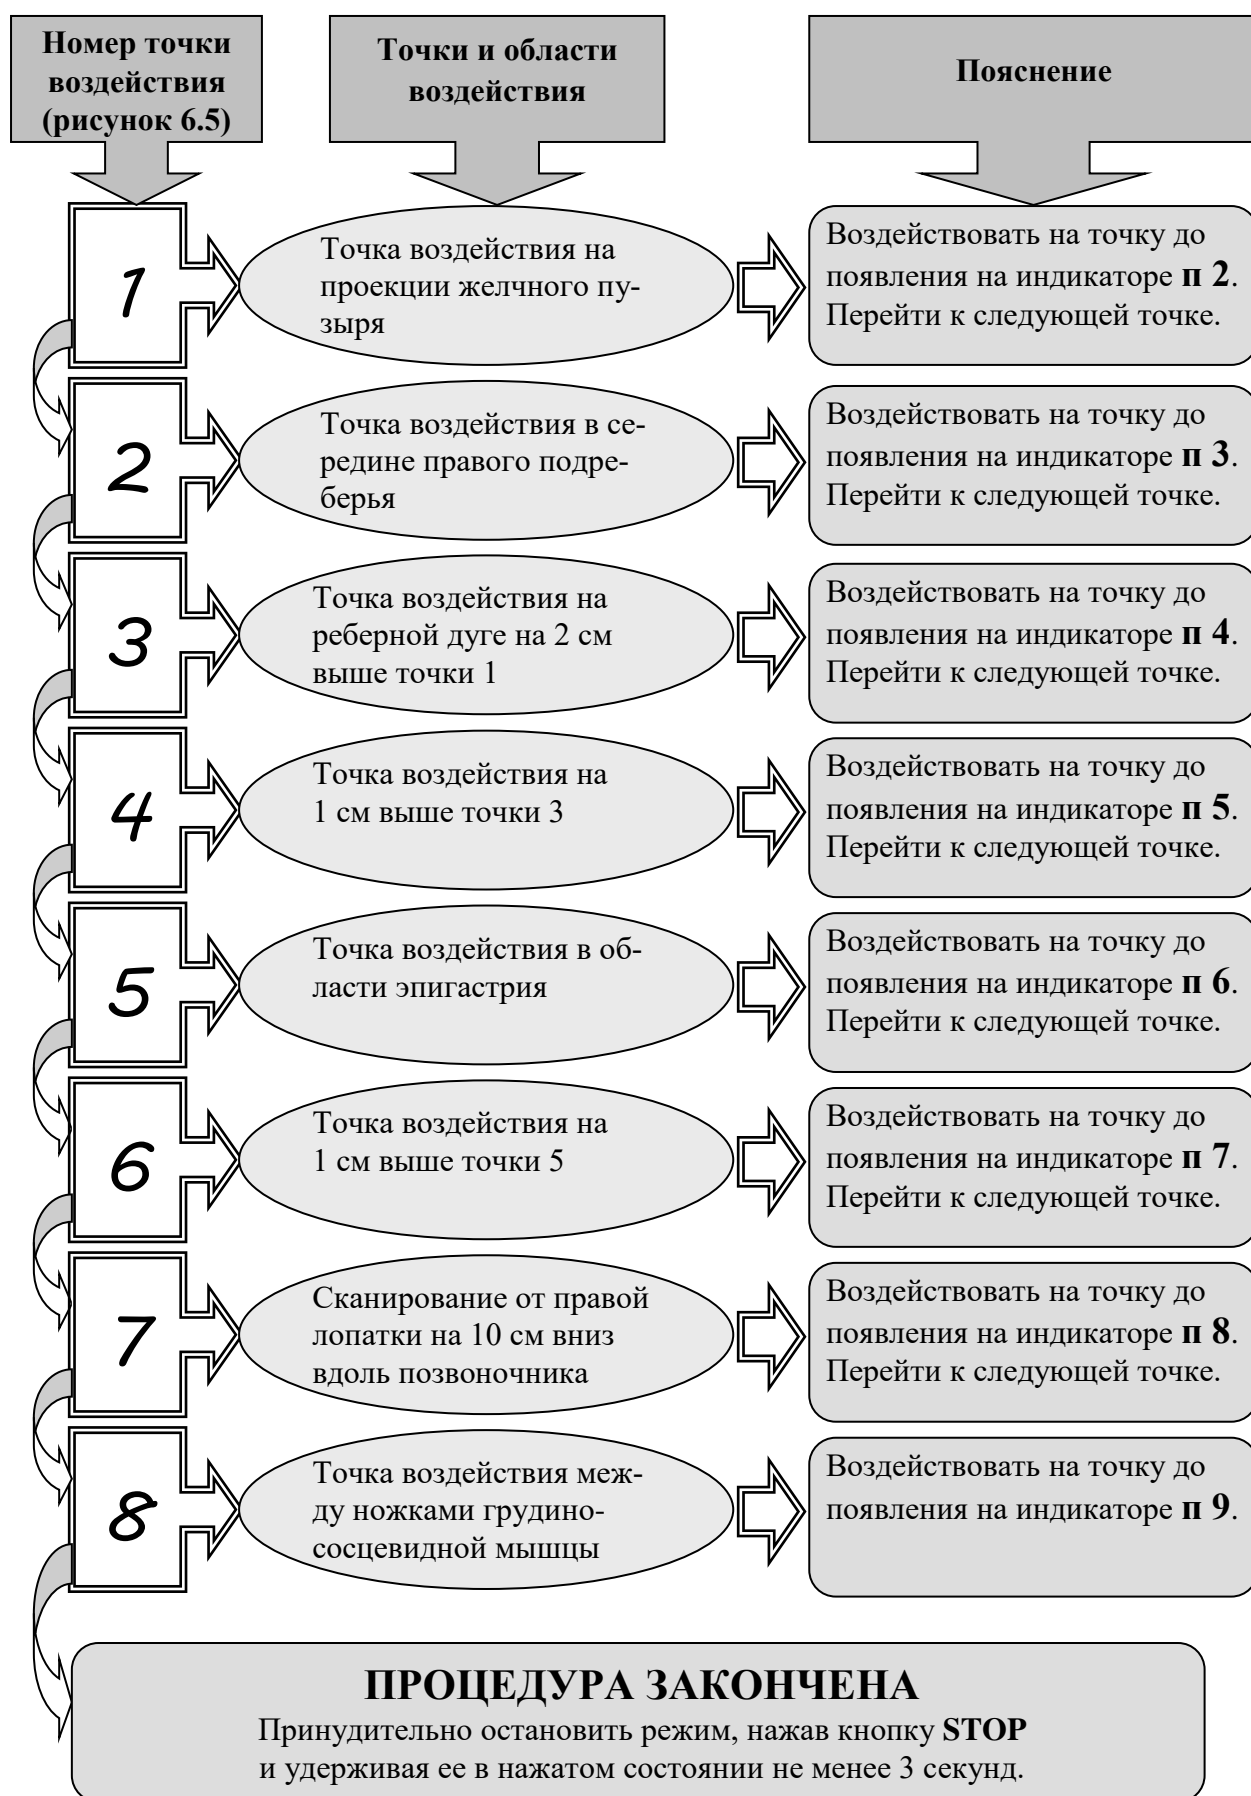 Номер точки
воздействия
(рисунок 6.5)
Точки и области
воздействия
Пояснение
1
Точка воздействия на
проекции желчного пу-
зыря
Воздействовать на точку до
появления на индикаторе п 2.
Перейти к следующей точке.
2
Точка воздействия в се-
редине правого подре-
берья
Воздействовать на точку до
появления на индикаторе п 3.
Перейти к следующей точке.
3
Точка воздействия на
реберной дуге на 2 см
выше точки 1
Воздействовать на точку до
появления на индикаторе п 4.
Перейти к следующей точке.
4
Точка воздействия на
1 см выше точки 3
Воздействовать на точку до
появления на индикаторе п 5.
Перейти к следующей точке.
5
Точка воздействия в об-
ласти эпигастрия
Воздействовать на точку до
появления на индикаторе п 6.
Перейти к следующей точке.
6
Точка воздействия на
1 см выше точки 5
Воздействовать на точку до
появления на индикаторе п 7.
Перейти к следующей точке.
7
Сканирование от правой
лопатки на 10 см вниз
вдоль позвоночника
Воздействовать на точку до
появления на индикаторе п 8.
Перейти к следующей точке.
8
Точка воздействия меж-
ду ножками грудино-
сосцевидной мышцы
Воздействовать на точку до
появления на индикаторе п 9.
ПРОЦЕДУРА ЗАКОНЧЕНА
Принудительно остановить режим, нажав кнопку STOP
и удерживая ее в нажатом состоянии не менее 3 секунд.